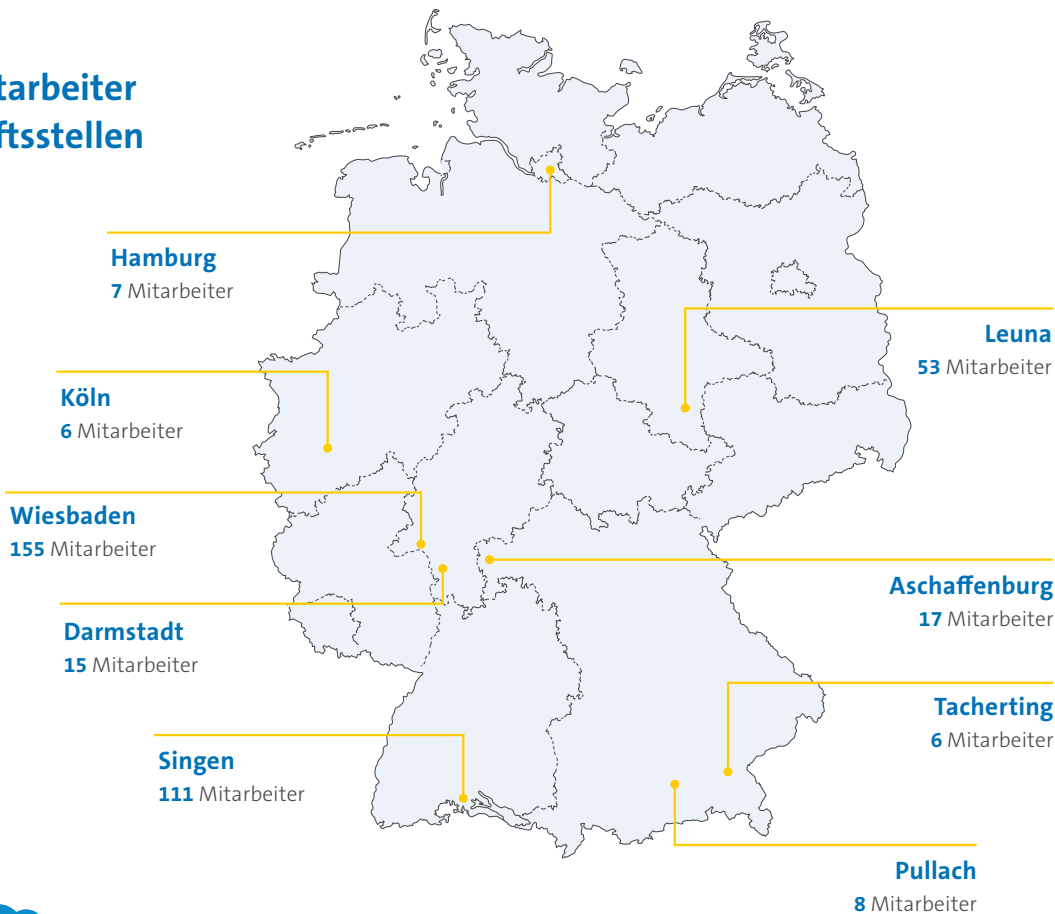 tarbeiter
ftsstellen
Hamburg
7 Mitarbeiter
Leuna
53 Mitarbeiter
Köln
6 Mitarbeiter
Wiesbaden
155 Mitarbeiter
Aschaffenburg
17 Mitarbeiter
Darmstadt
15 Mitarbeiter
Tacherting
6 Mitarbeiter
Singen
111 Mitarbeiter
Pullach
8 Mitarbeiter